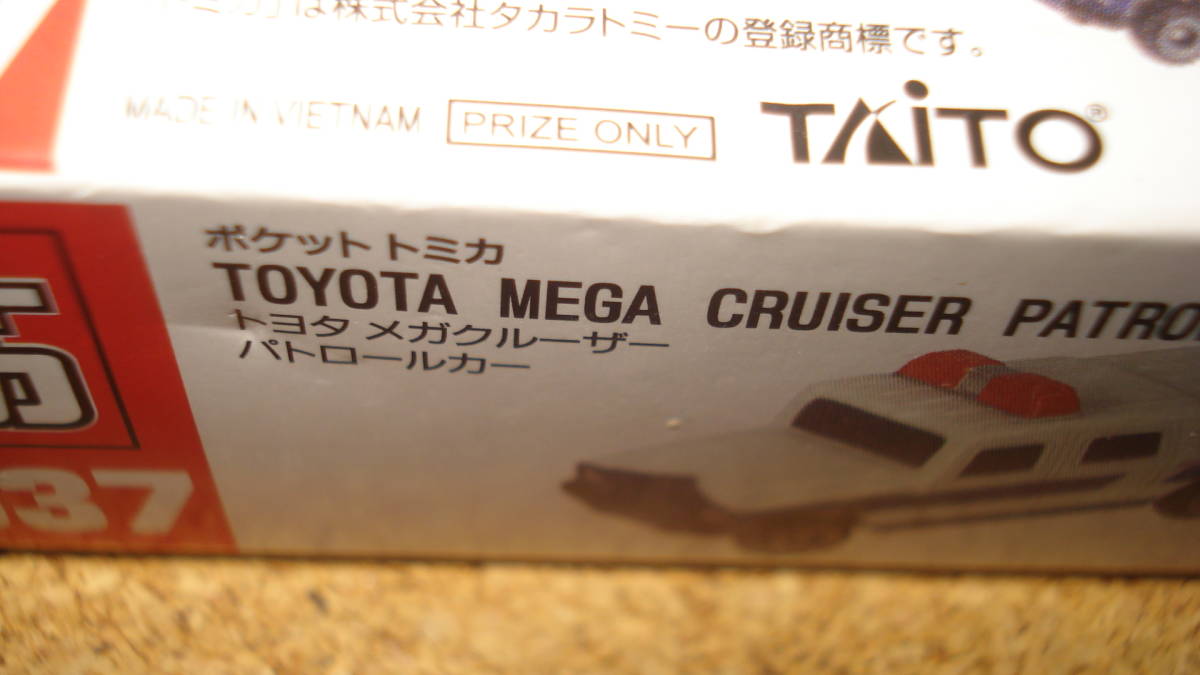 トミカ」は株式会社タカラトミーの登録商標です。
MADE IN VIETNAM PRIZE ONLY TAiTO®
ポケット トミカ
TOYOTA MEGA CRUISER PATRO
トヨタ メガクルーザー
パトロールカー
37